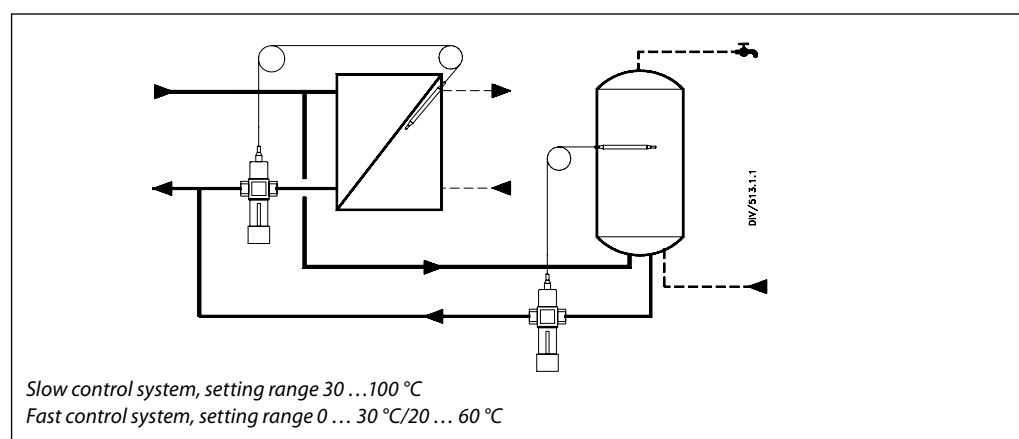 DIV/513.1.1
Slow control system, setting range 30 …100 °C
Fast control system, setting range 0 … 30 °C/20 … 60 °C